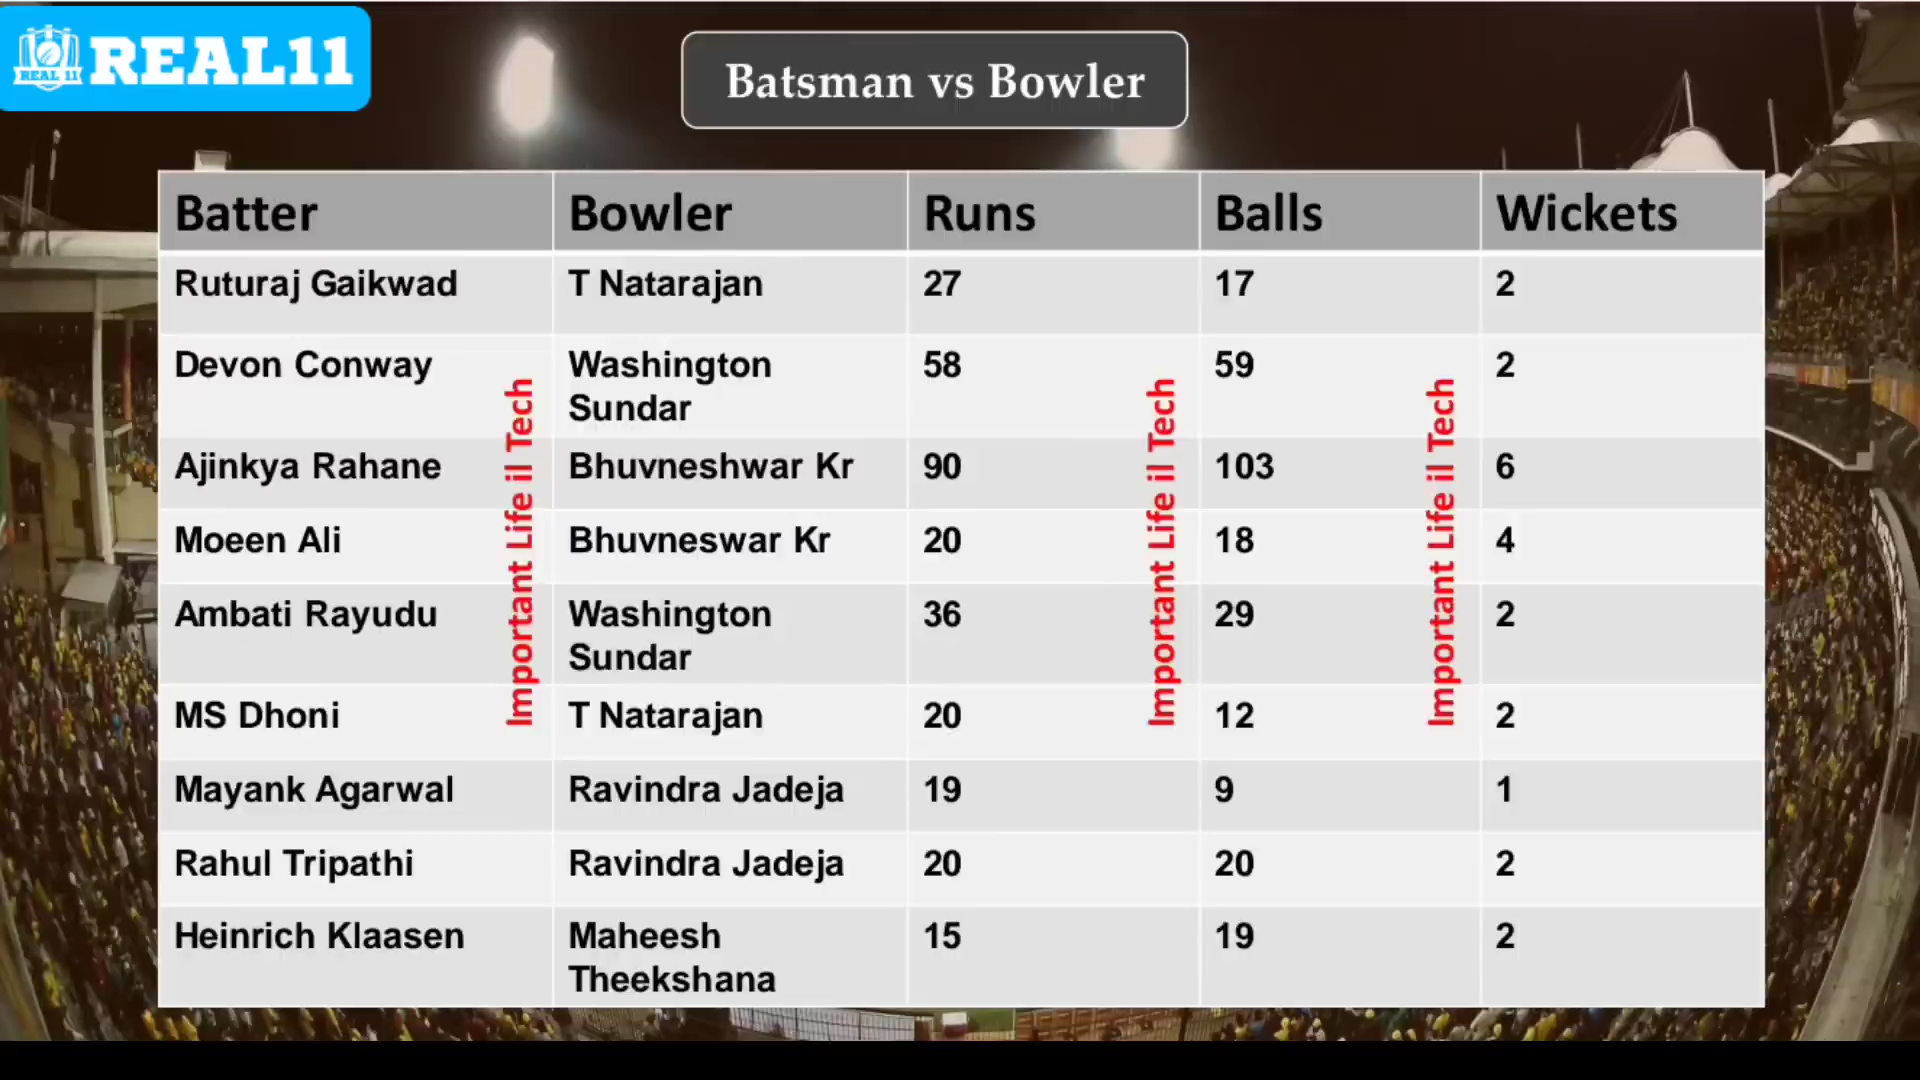 REAL 11 REAL11
Batsman vs Bowler
Batter Bowler Runs Balls Wickets
Ruturaj Gaikwad T Natarajan 27 17 2
Devon Conway Washington Sundar 58 59 2
Ajinkya Rahane Bhuvneshwar Kr 90 103 6
Moeen Ali Bhuvneswar Kr 20 18 4
Ambati Rayudu Washington Sundar 36 29 2
MS Dhoni T Natarajan 20 12 2
Mayank Agarwal Ravindra Jadeja 19 9 1
Rahul Tripathi Ravindra Jadeja 20 20 2
Heinrich Klaasen Maheesh Theekshana 15 19 2
Important Life il Tech
Important Life il Tech
Important Life il Tech